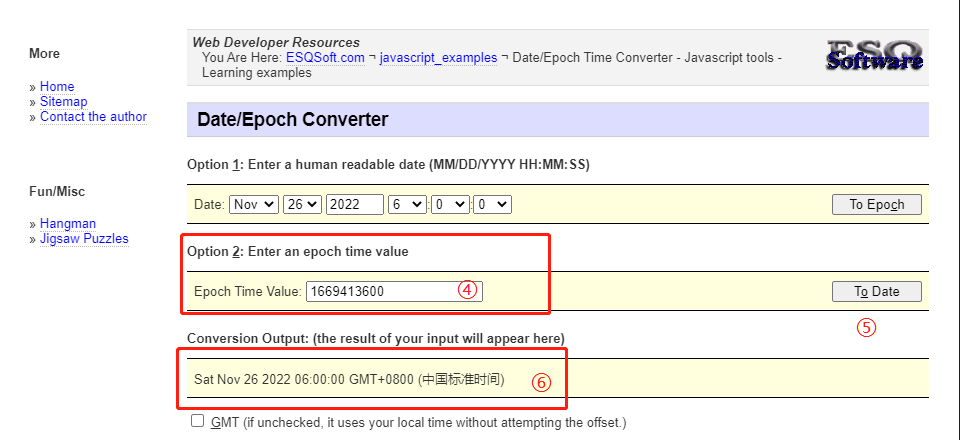 More
» Home
» Sitemap
» Contact the author
Fun/Misc
» Hangman
» Jigsaw Puzzles
Web Developer Resources
You Are Here: ESQSoft.com ¬ javascript_examples ¬ Date/Epoch Time Converter - Javascript tools -
Learning examples
ESQ
Software
Date/Epoch Converter
Option 1: Enter a human readable date (MM/DD/YYYY HH:MM:SS)
Date: Nov 26 2022 6 : 0 : 0 To Epoch
Option 2: Enter an epoch time value
Epoch Time Value: 1669413600 ④ To Date
⑤
Conversion Output: (the result of your input will appear here)
Sat Nov 26 2022 06:00:00 GMT+0800 (中国标准时间) ⑥
GMT (if unchecked, it uses your local time without attempting the offset.)